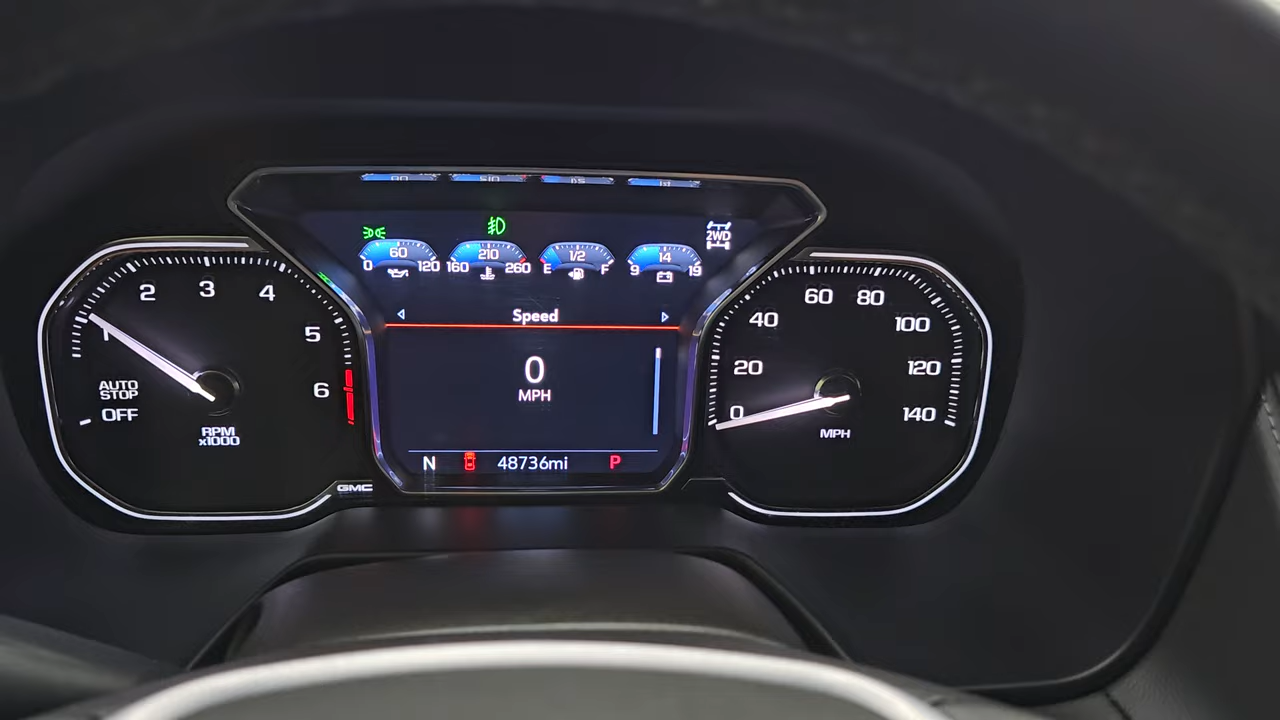 60
0 120
210
160 260
1/2
E F
14
9 19
2WD
Speed
0
MPH
N 48736mi P
1 2 3 4 5 6
AUTO
STOP
OFF
RPM
x1000
GMC
0 20 40 60 80 100 120 140
MPH